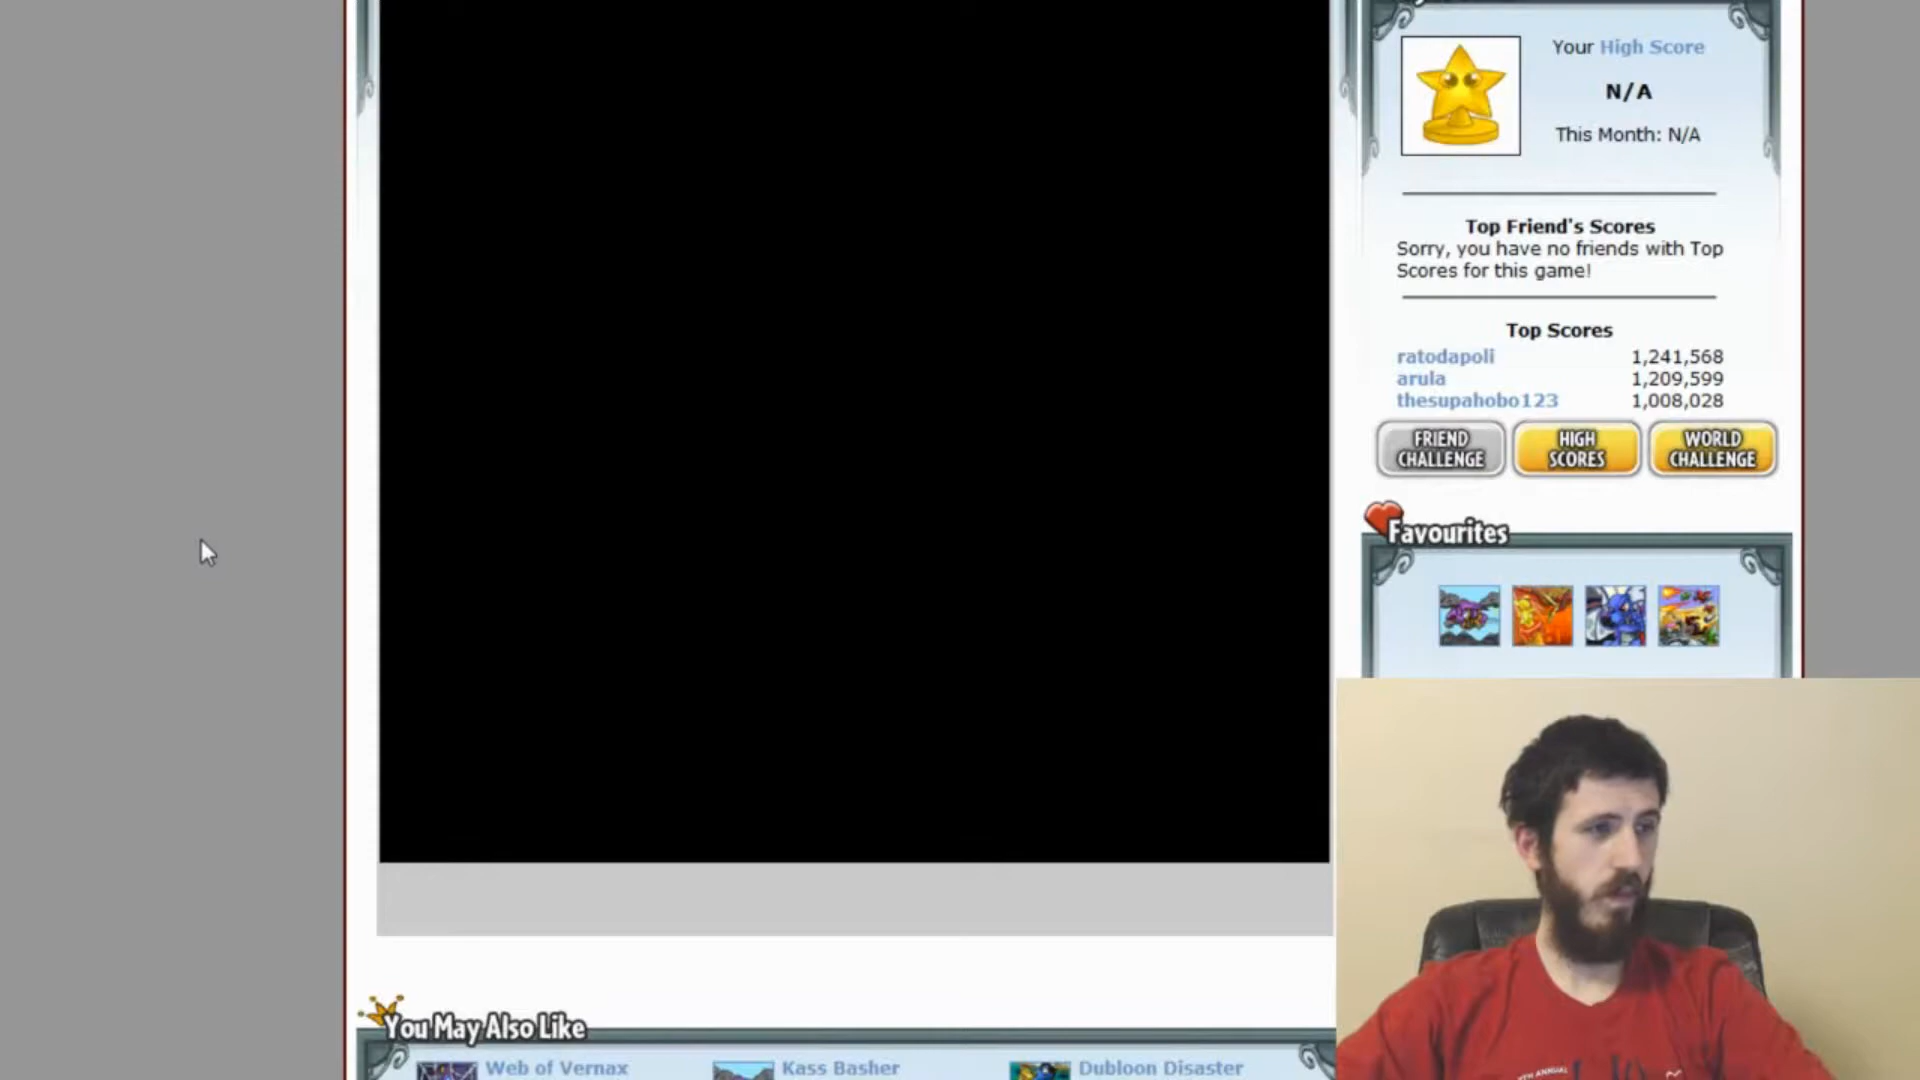 Your High Score
N/A
This Month: N/A
Top Friend's Scores
Sorry, you have no friends with Top
Scores for this game!
Top Scores
ratodapoli 1,241,568
arula 1,209,599
thesupahobo123 1,008,028
FRIEND CHALLENGE
HIGH SCORES
WORLD CHALLENGE
Favourites
You May Also Like
Web of Vernax
Kass Basher
Dubloon Disaster
ANNUAL